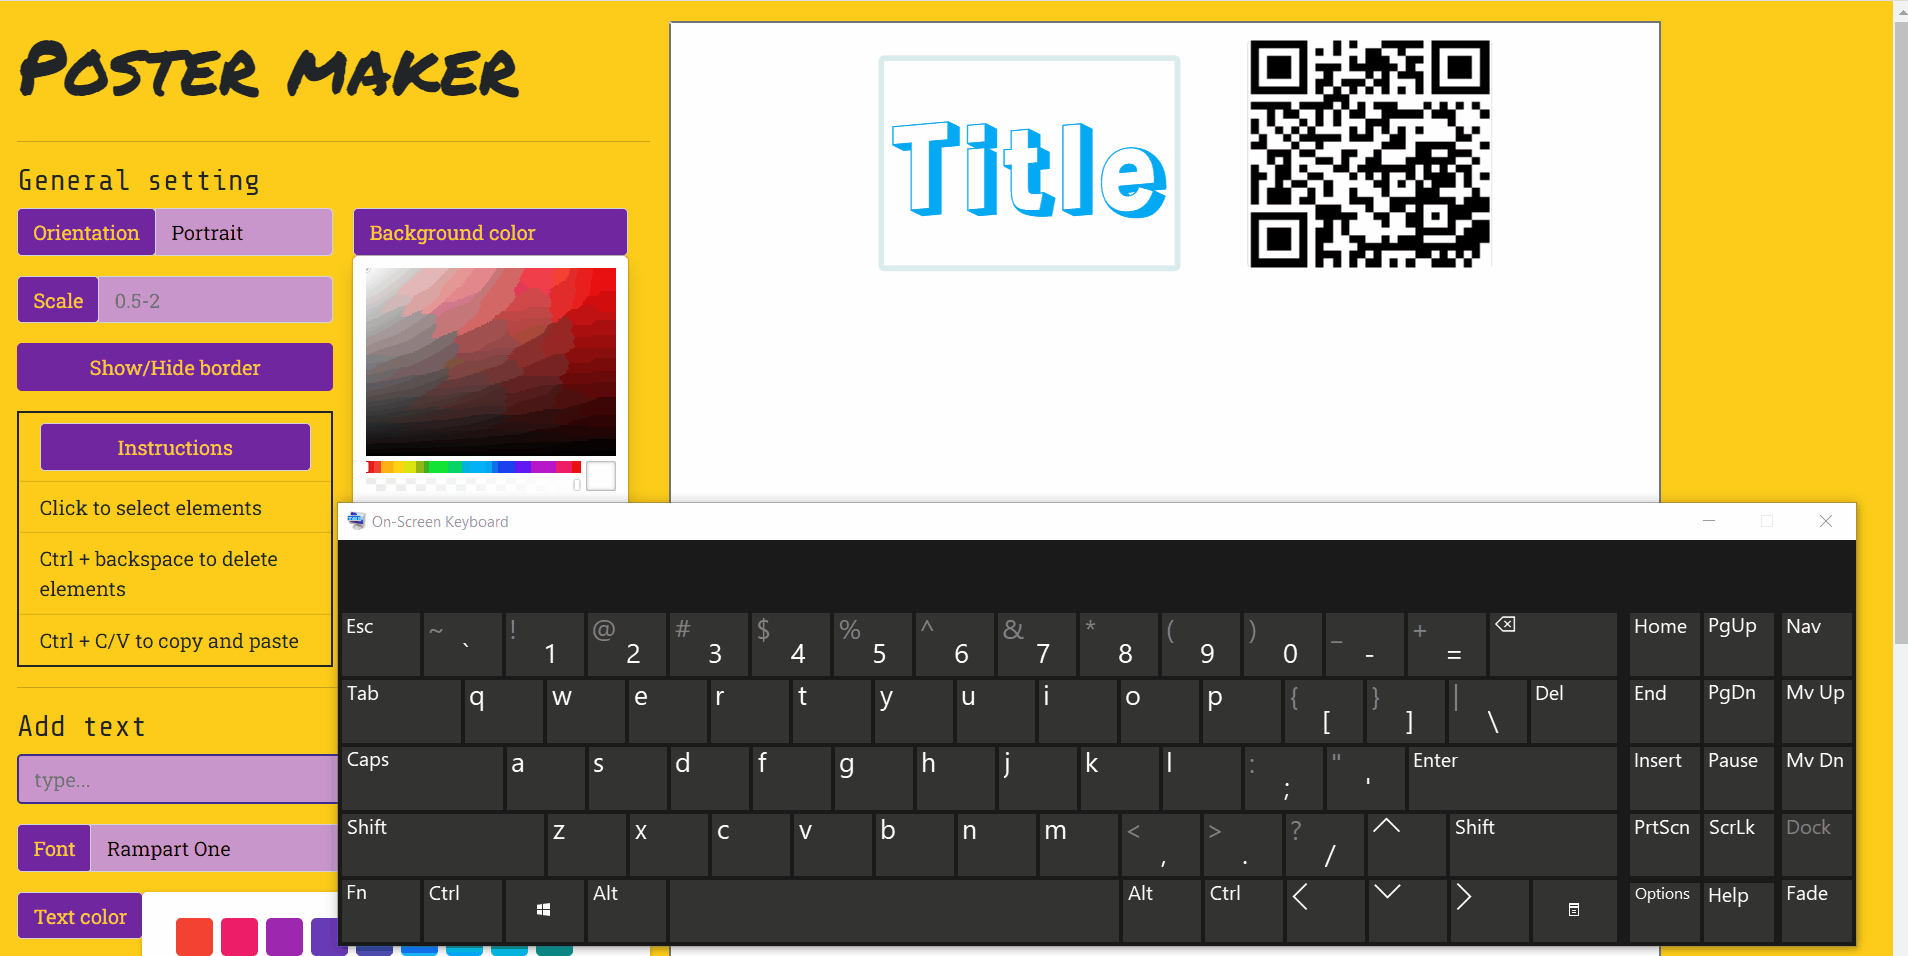 Poster maker
General setting
Orientation Portrait
Background color
Scale 0.5-2
Show/Hide border
Instructions
Click to select elements
Ctrl + backspace to delete
elements
Ctrl + C/V to copy and paste
Add text
type...
Font Rampart One
Text color
Title
On-Screen Keyboard
Esc ~ ` ! 1 @ 2 # 3 $ 4 % 5 ^ 6 & 7 * 8 ( 9 ) 0 _ - + = Home PgUp Nav
Tab q w e r t y u i o p { [ } ] | \ Del End PgDn Mv Up
Caps a s d f g h j k l : ; " ' Enter Insert Pause Mv Dn
Shift z x c v b n m < , > . ? / Shift PrtScn ScrLk Dock
Fn Ctrl Alt Alt Ctrl Options Help Fade